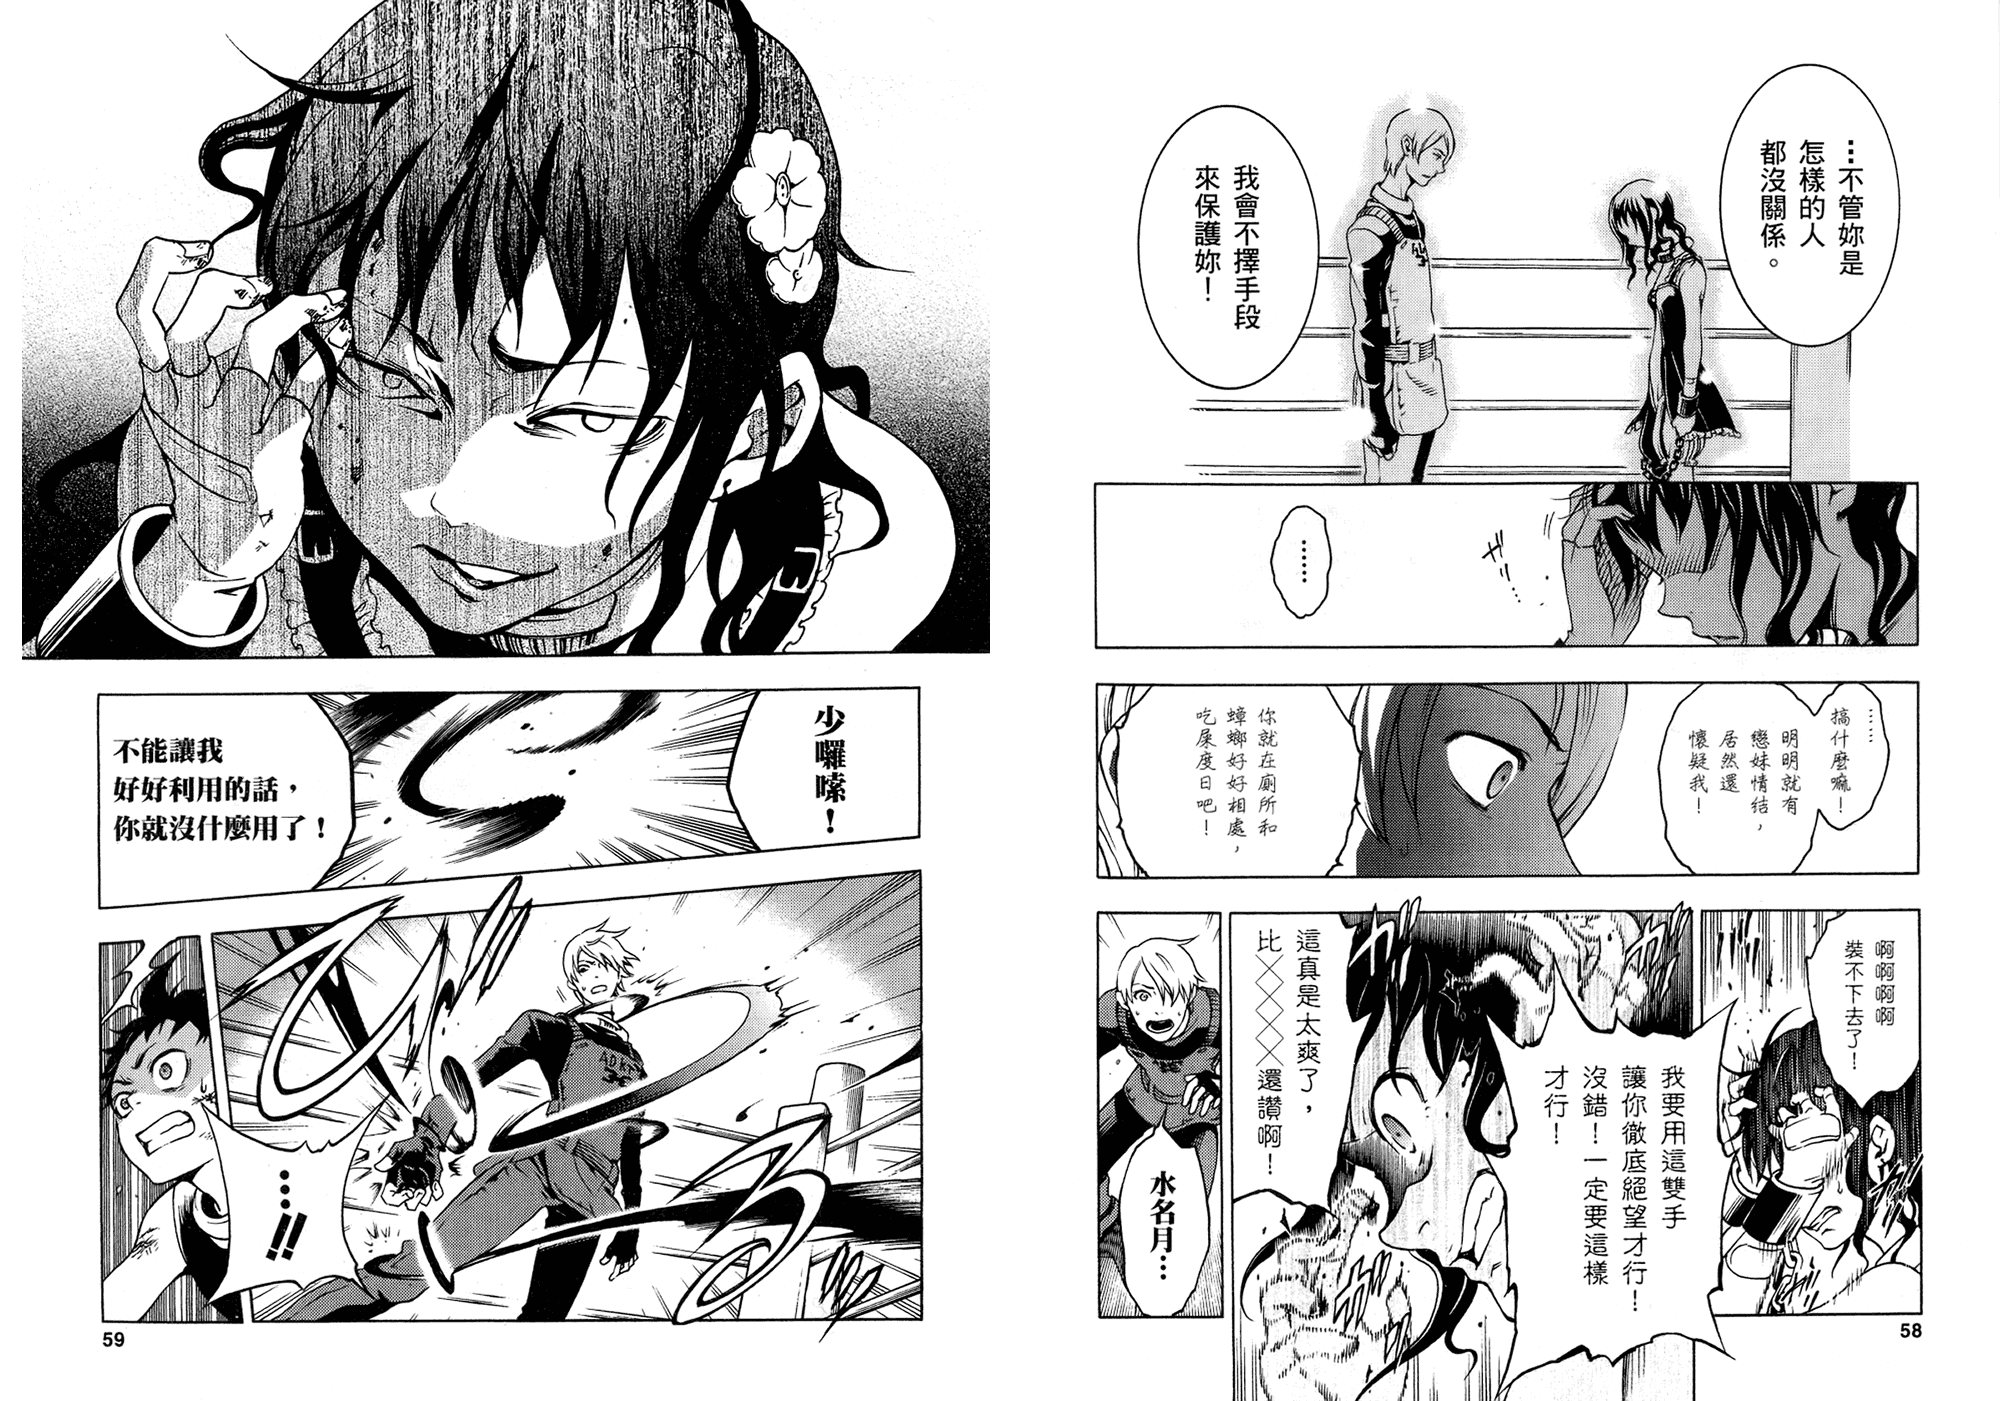 …不管妳是
怎樣的人
都沒關係。
我會不擇手段
來保護妳！
ザ
……
……
搞什麼嘛！
明明就有
戀妹情結，
居然還
懷疑我！
你就在廁所和
蟑螂好好相處，
吃屎度日吧！
啊啊啊啊
裝不下去了！
我要用這雙手
讓你徹底絕望才行！
沒錯！一定要這樣
才行！
這真是太爽了，
比××××還讚啊！
水名月…
58
少囉嗦！
不能讓我
好好利用的話，
你就沒什麼用了！
…!!
59